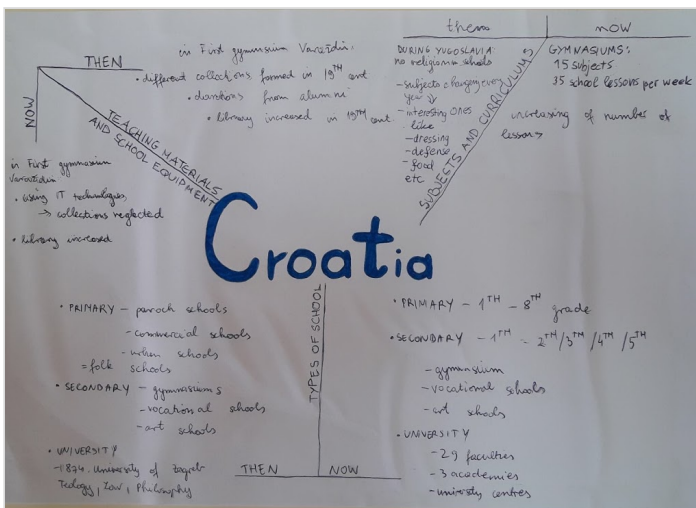 THEN
NOW
TEACHING MATERIALS
AND SCHOOL EQUIPMENT
in First gymnasium Varaždin:
• different collections formed in 19TH cent
• donations from alumni
• library increased in 19TH cent.
in First gymnasium
Varaždin
• using IT technologies,
→ collections neglected
• library increased
then
now
SUBJECTS AND CURRICULUMS
DURING YUGOSLAVIA:
no religion in schools
- subjects changing every
year
- interesting ones
like
- dressing
- defense
- food
etc
GYMNASIUMS:
15 subjects
35 school lessons per week
increasing of number of
lessons
Croatia
TYPES OF SCHOOL
THEN
NOW
• PRIMARY - paroch schools
- commercial schools
- urban schools
= folk schools
• SECONDARY - gymnasiums
- vocational schools
- art schools
• UNIVERSITY
- 1874. University of Zagreb
Teology, Law, Philosophy
• PRIMARY - 1TH - 8TH grade
• SECONDARY - 1TH - 2TH/3TH/4TH/5TH
- gymnasium
- vocational schools
- art schools
• UNIVERSITY
- 29 faculties
- 3 academies
- university centres